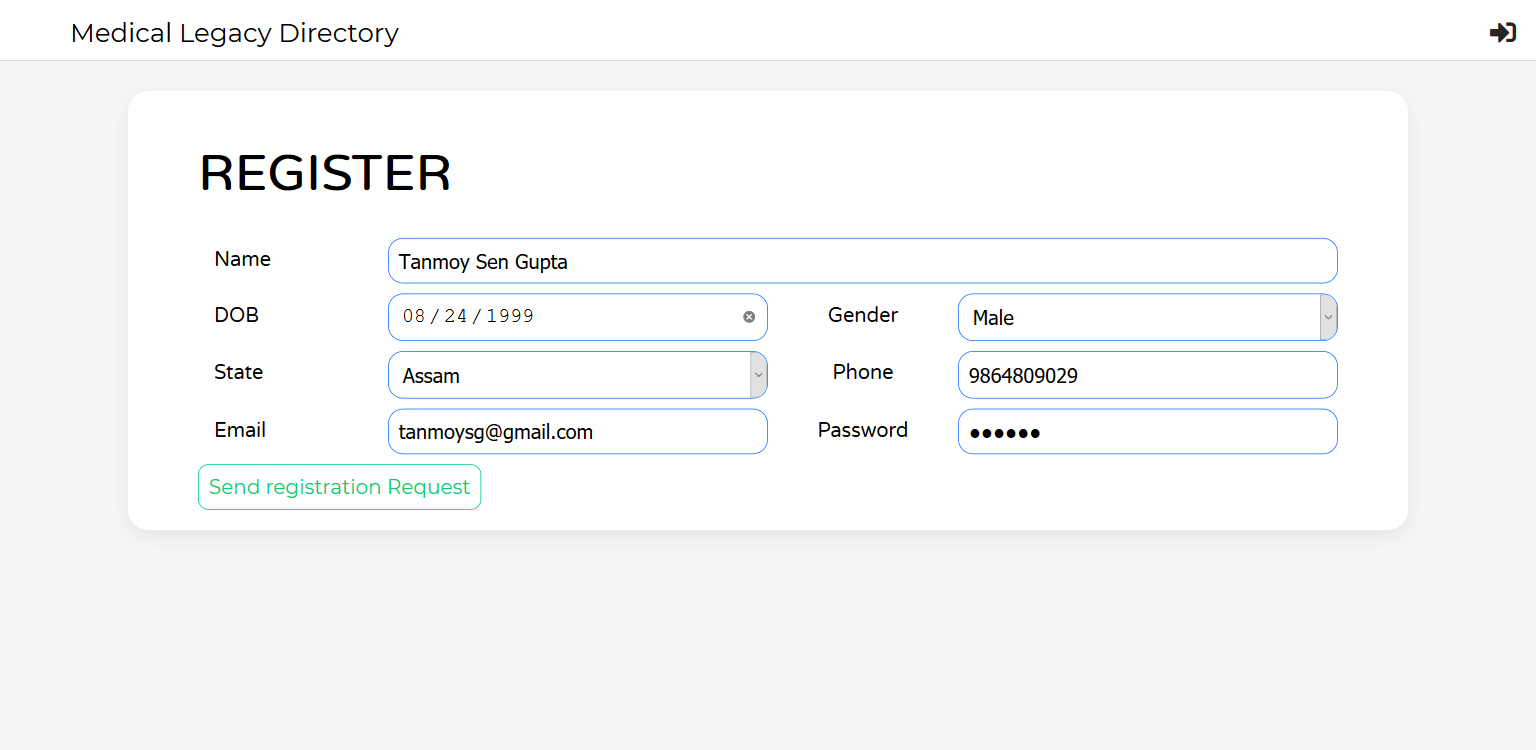 Medical Legacy Directory
REGISTER
Name Tanmoy Sen Gupta
DOB 08 / 24 / 1999 Gender Male
State Assam Phone 9864809029
Email tanmoysg@gmail.com Password ●●●●●●
Send registration Request